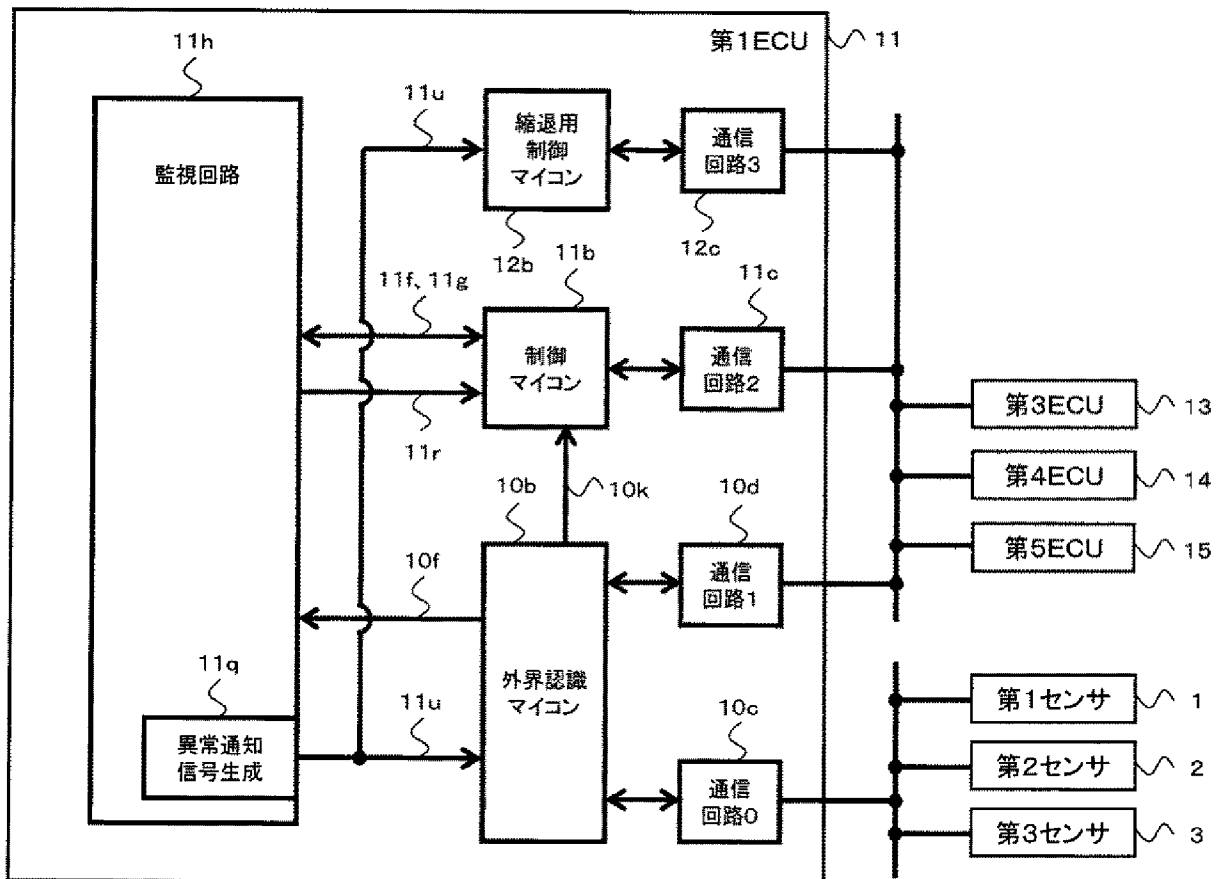 第1ECU
11
11h
監視回路
11u
縮退用
制御
マイコン
12b
通信
回路3
12c
11f、11g
11b
制御
マイコン
11c
通信
回路2
11r
第3ECU
13
10b
10k
10d
第4ECU
14
通信
回路1
第5ECU
15
10f
外界認識
マイコン
11q
異常通知
信号生成
11u
10c
通信
回路0
第1センサ
1
第2センサ
2
第3センサ
3